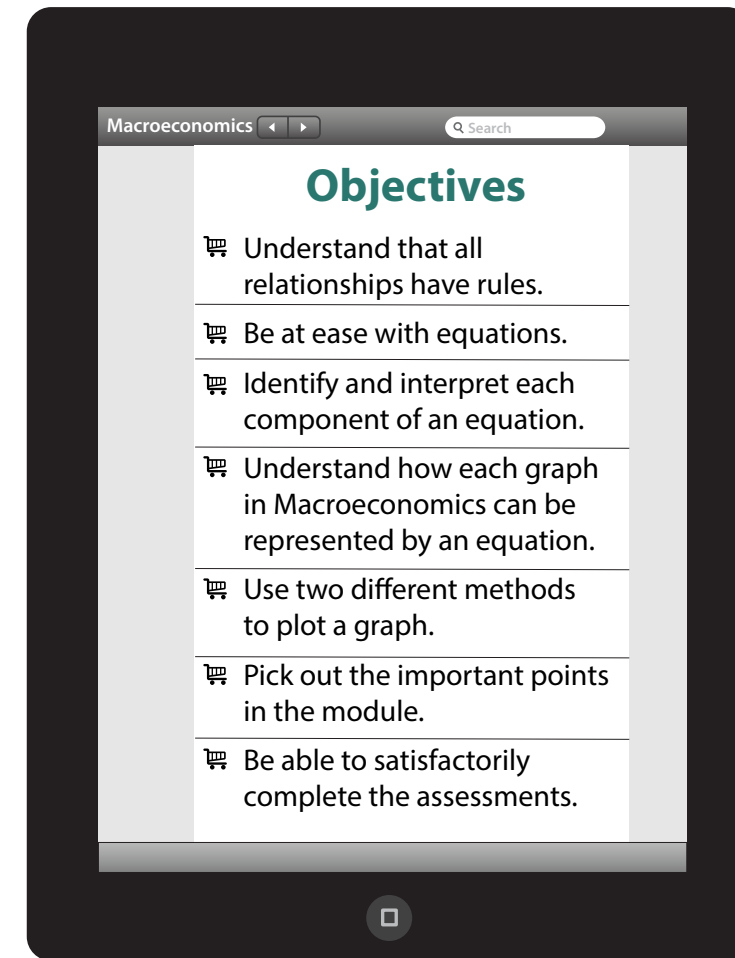 Macroeconomics
Search
Objectives
Understand that all
relationships have rules.
Be at ease with equations.
Identify and interpret each
component of an equation.
Understand how each graph
in Macroeconomics can be
represented by an equation.
Use two different methods
to plot a graph.
Pick out the important points
in the module.
Be able to satisfactorily
complete the assessments.